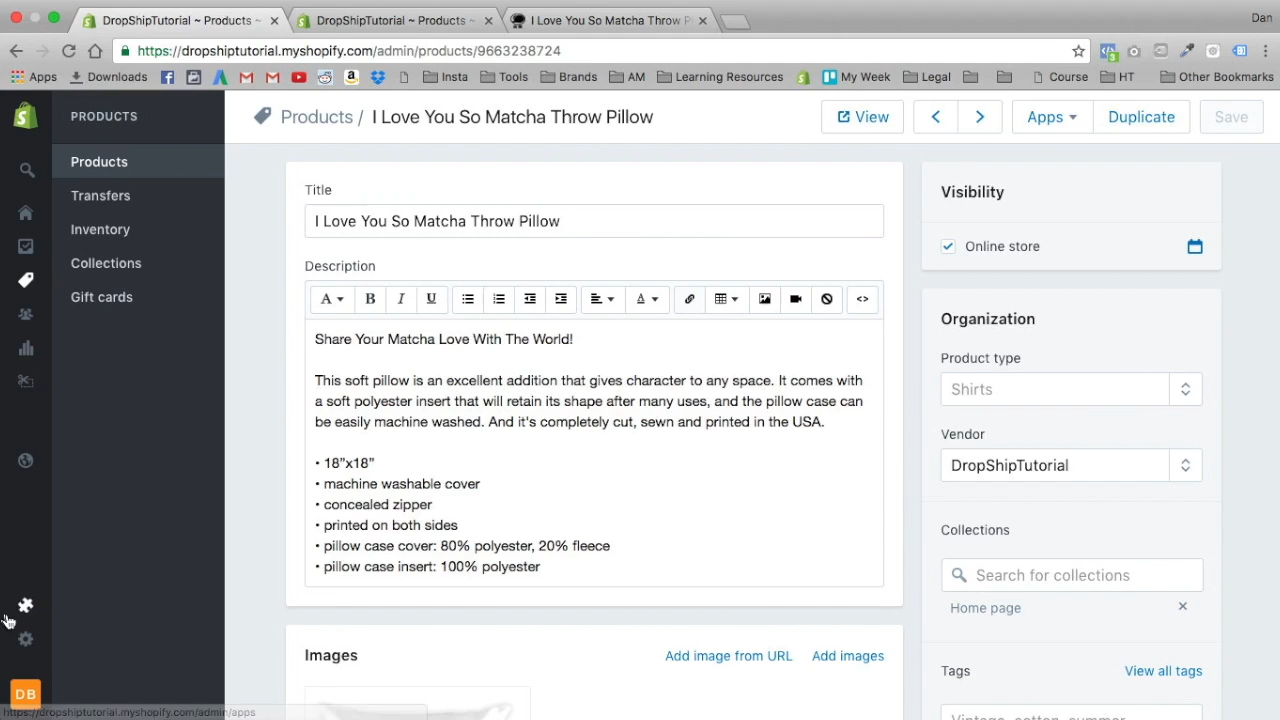 DropShipTutorial ~ Products ~
DropShipTutorial ~ Products ~
I Love You So Matcha Throw P
Dan
https://dropshiptutorial.myshopify.com/admin/products/9663238724
Apps
Downloads
Insta
Tools
Brands
AM
Learning Resources
My Week
Legal
Course
HT
Other Bookmarks
PRODUCTS
Products
Transfers
Inventory
Collections
Gift cards
DB
https://dropshiptutorial.myshopify.com/admin/apps
Products / I Love You So Matcha Throw Pillow
View
Apps
Duplicate
Save
Title
I Love You So Matcha Throw Pillow
Description
A
B
I
U
A
<>
Share Your Matcha Love With The World!
This soft pillow is an excellent addition that gives character to any space. It comes with
a soft polyester insert that will retain its shape after many uses, and the pillow case can
be easily machine washed. And it's completely cut, sewn and printed in the USA.
• 18”x18”
• machine washable cover
• concealed zipper
• printed on both sides
• pillow case cover: 80% polyester, 20% fleece
• pillow case insert: 100% polyester
Images
Add image from URL
Add images
Visibility
Online store
Organization
Product type
Shirts
Vendor
DropShipTutorial
Collections
Search for collections
Home page
Tags
View all tags
Vintage, cotton, summer